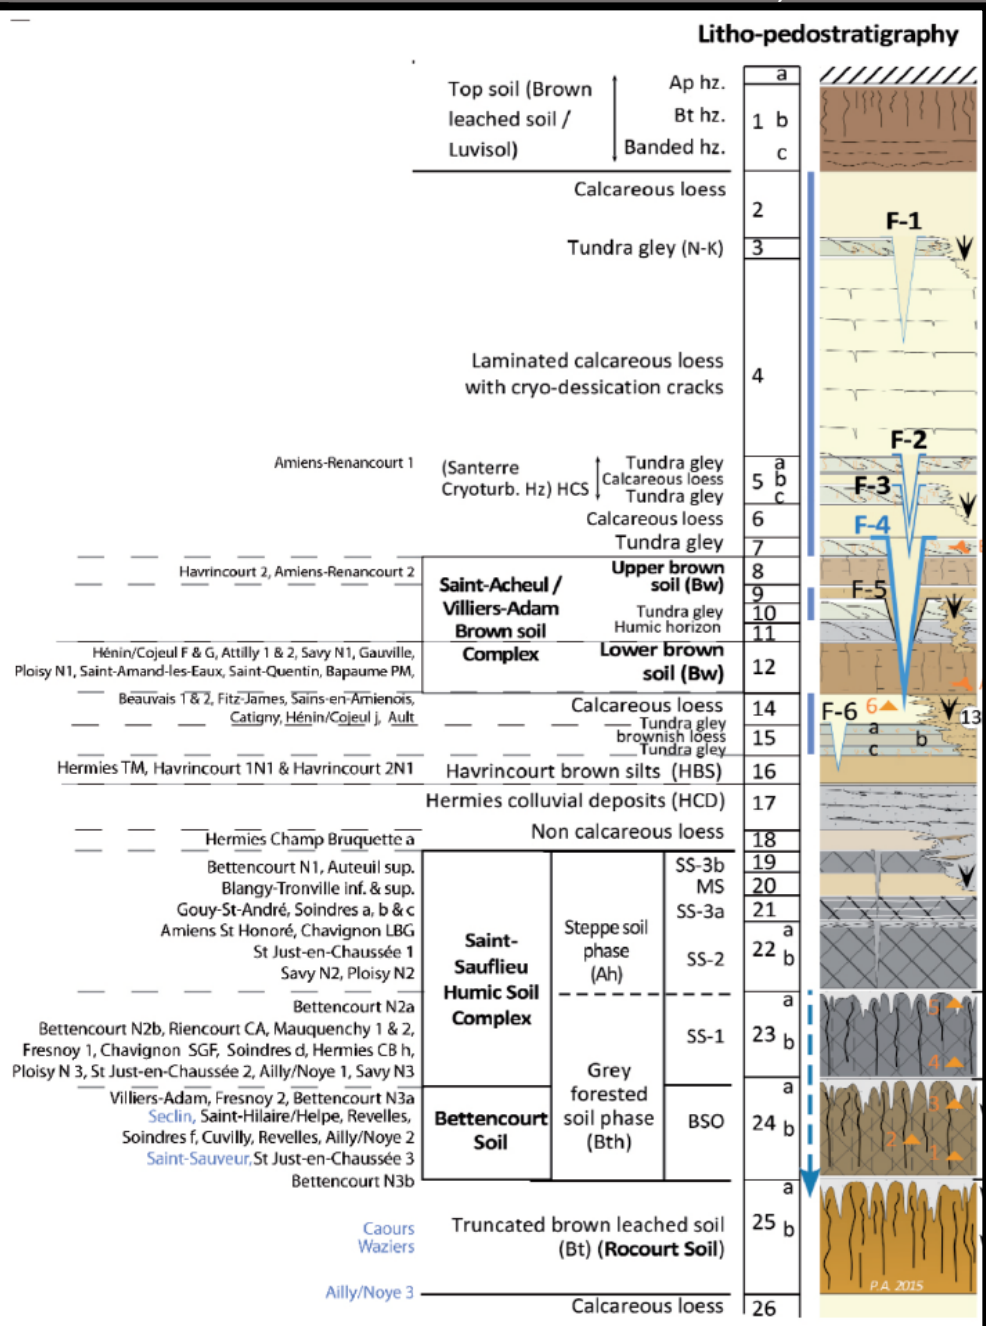 Litho-pedostratigraphy
Top soil (Brown
leached soil /
Luvisol)
Ap hz.
Bt hz.
Banded hz.
a
1 b
c
Calcareous loess
2
Tundra gley (N-K)
3
F-1
Laminated calcareous loess
with cryo-dessication cracks
4
F-2
Amiens-Renancourt 1
(Santerre
Cryoturb. Hz) HCS
Tundra gley
Calcareous loess
Tundra gley
a
5 b
c
F-3
Calcareous loess
6
F-4
Tundra gley
7
Havrincourt 2, Amiens-Renancourt 2
Saint-Acheul /
Villiers-Adam
Brown soil
Complex
Upper brown
soil (Bw)
8
9
F-5
Tundra gley
10
Humic horizon
11
Hénin/Cojeul F & G, Attilly 1 & 2, Savy N1, Gauville,
Ploisy N1, Saint-Amand-les-Eaux, Saint-Quentin, Bapaume PM,
Lower brown
soil (Bw)
12
Beauvais 1 & 2, Fitz-James, Sains-en-Amienois,
Catigny, Hénin/Cojeul j, Ault
Calcareous loess
14
F-6
6
13
Tundra gley
brownish loess
Tundra gley
15
a
b
c
Hermies TM, Havrincourt 1N1 & Havrincourt 2N1
Havrincourt brown silts (HBS)
16
Hermies colluvial deposits (HCD)
17
Non calcareous loess
18
Hermies Champ Bruquette a
Bettencourt N1, Auteuil sup.
Blangy-Tronville inf. & sup.
Gouy-St-André, Soindres a, b & c
Amiens St Honoré, Chavignon LBG
St Just-en-Chaussée 1
Savy N2, Ploisy N2
Saint-
Sauflieu
Humic Soil
Complex
Steppe soil
phase
(Ah)
SS-3b
19
MS
20
SS-3a
21
SS-2
a
22 b
Bettencourt N2a
Bettencourt N2b, Riencourt CA, Mauquenchy 1 & 2,
Fresnoy 1, Chavignon SGF, Soindres d, Hermies CB h,
Ploisy N 3, St Just-en-Chaussée 2, Ailly/Noye 1, Savy N3
SS-1
a
23 b
5
4
Grey
forested
soil phase
(Bth)
Villiers-Adam, Fresnoy 2, Bettencourt N3a
Seclin, Saint-Hilaire/Helpe, Revelles,
Soindres f, Cuvilly, Revelles, Ailly/Noye 2
Saint-Sauveur, St Just-en-Chaussée 3
Bettencourt N3b
Bettencourt
Soil
BSO
a
24 b
3
2
1
Caours
Waziers
Truncated brown leached soil
(Bt) (Rocourt Soil)
a
25 b
P.A. 2015
Ailly/Noye 3
Calcareous loess
26